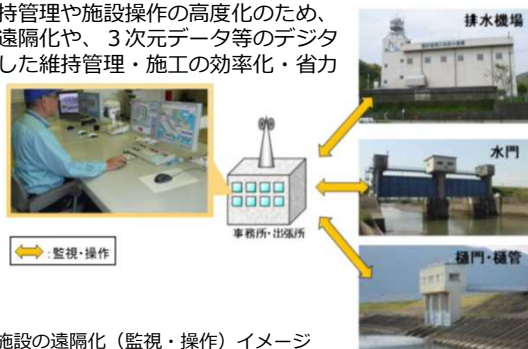 持管理や施設操作の高度化のため、
遠隔化や、３次元データ等のデジタ
した維持管理・施工の効率化・省力
排水機場
水門
事務所・出張所
樋門・樋管
：監視・操作
施設の遠隔化（監視・操作）イメージ